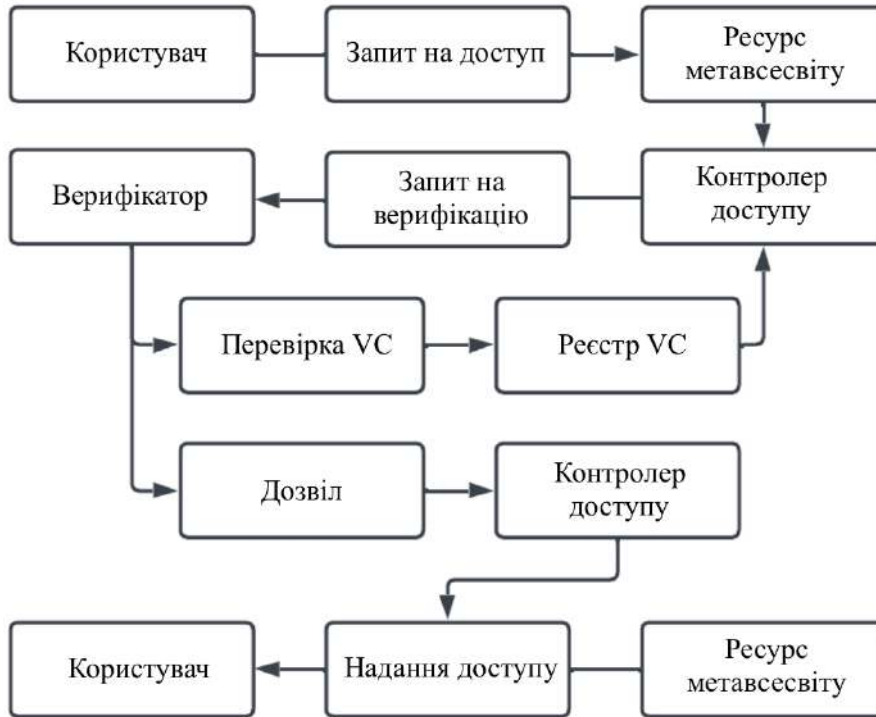 Користувач
Запит на доступ
Ресурс
метавсесвіту
Верифікатор
Запит на
верифікацію
Контролер
доступу
Перевірка VC
Реєстр VC
Дозвіл
Контролер
доступу
Користувач
Надання доступу
Ресурс
метавсесвіту